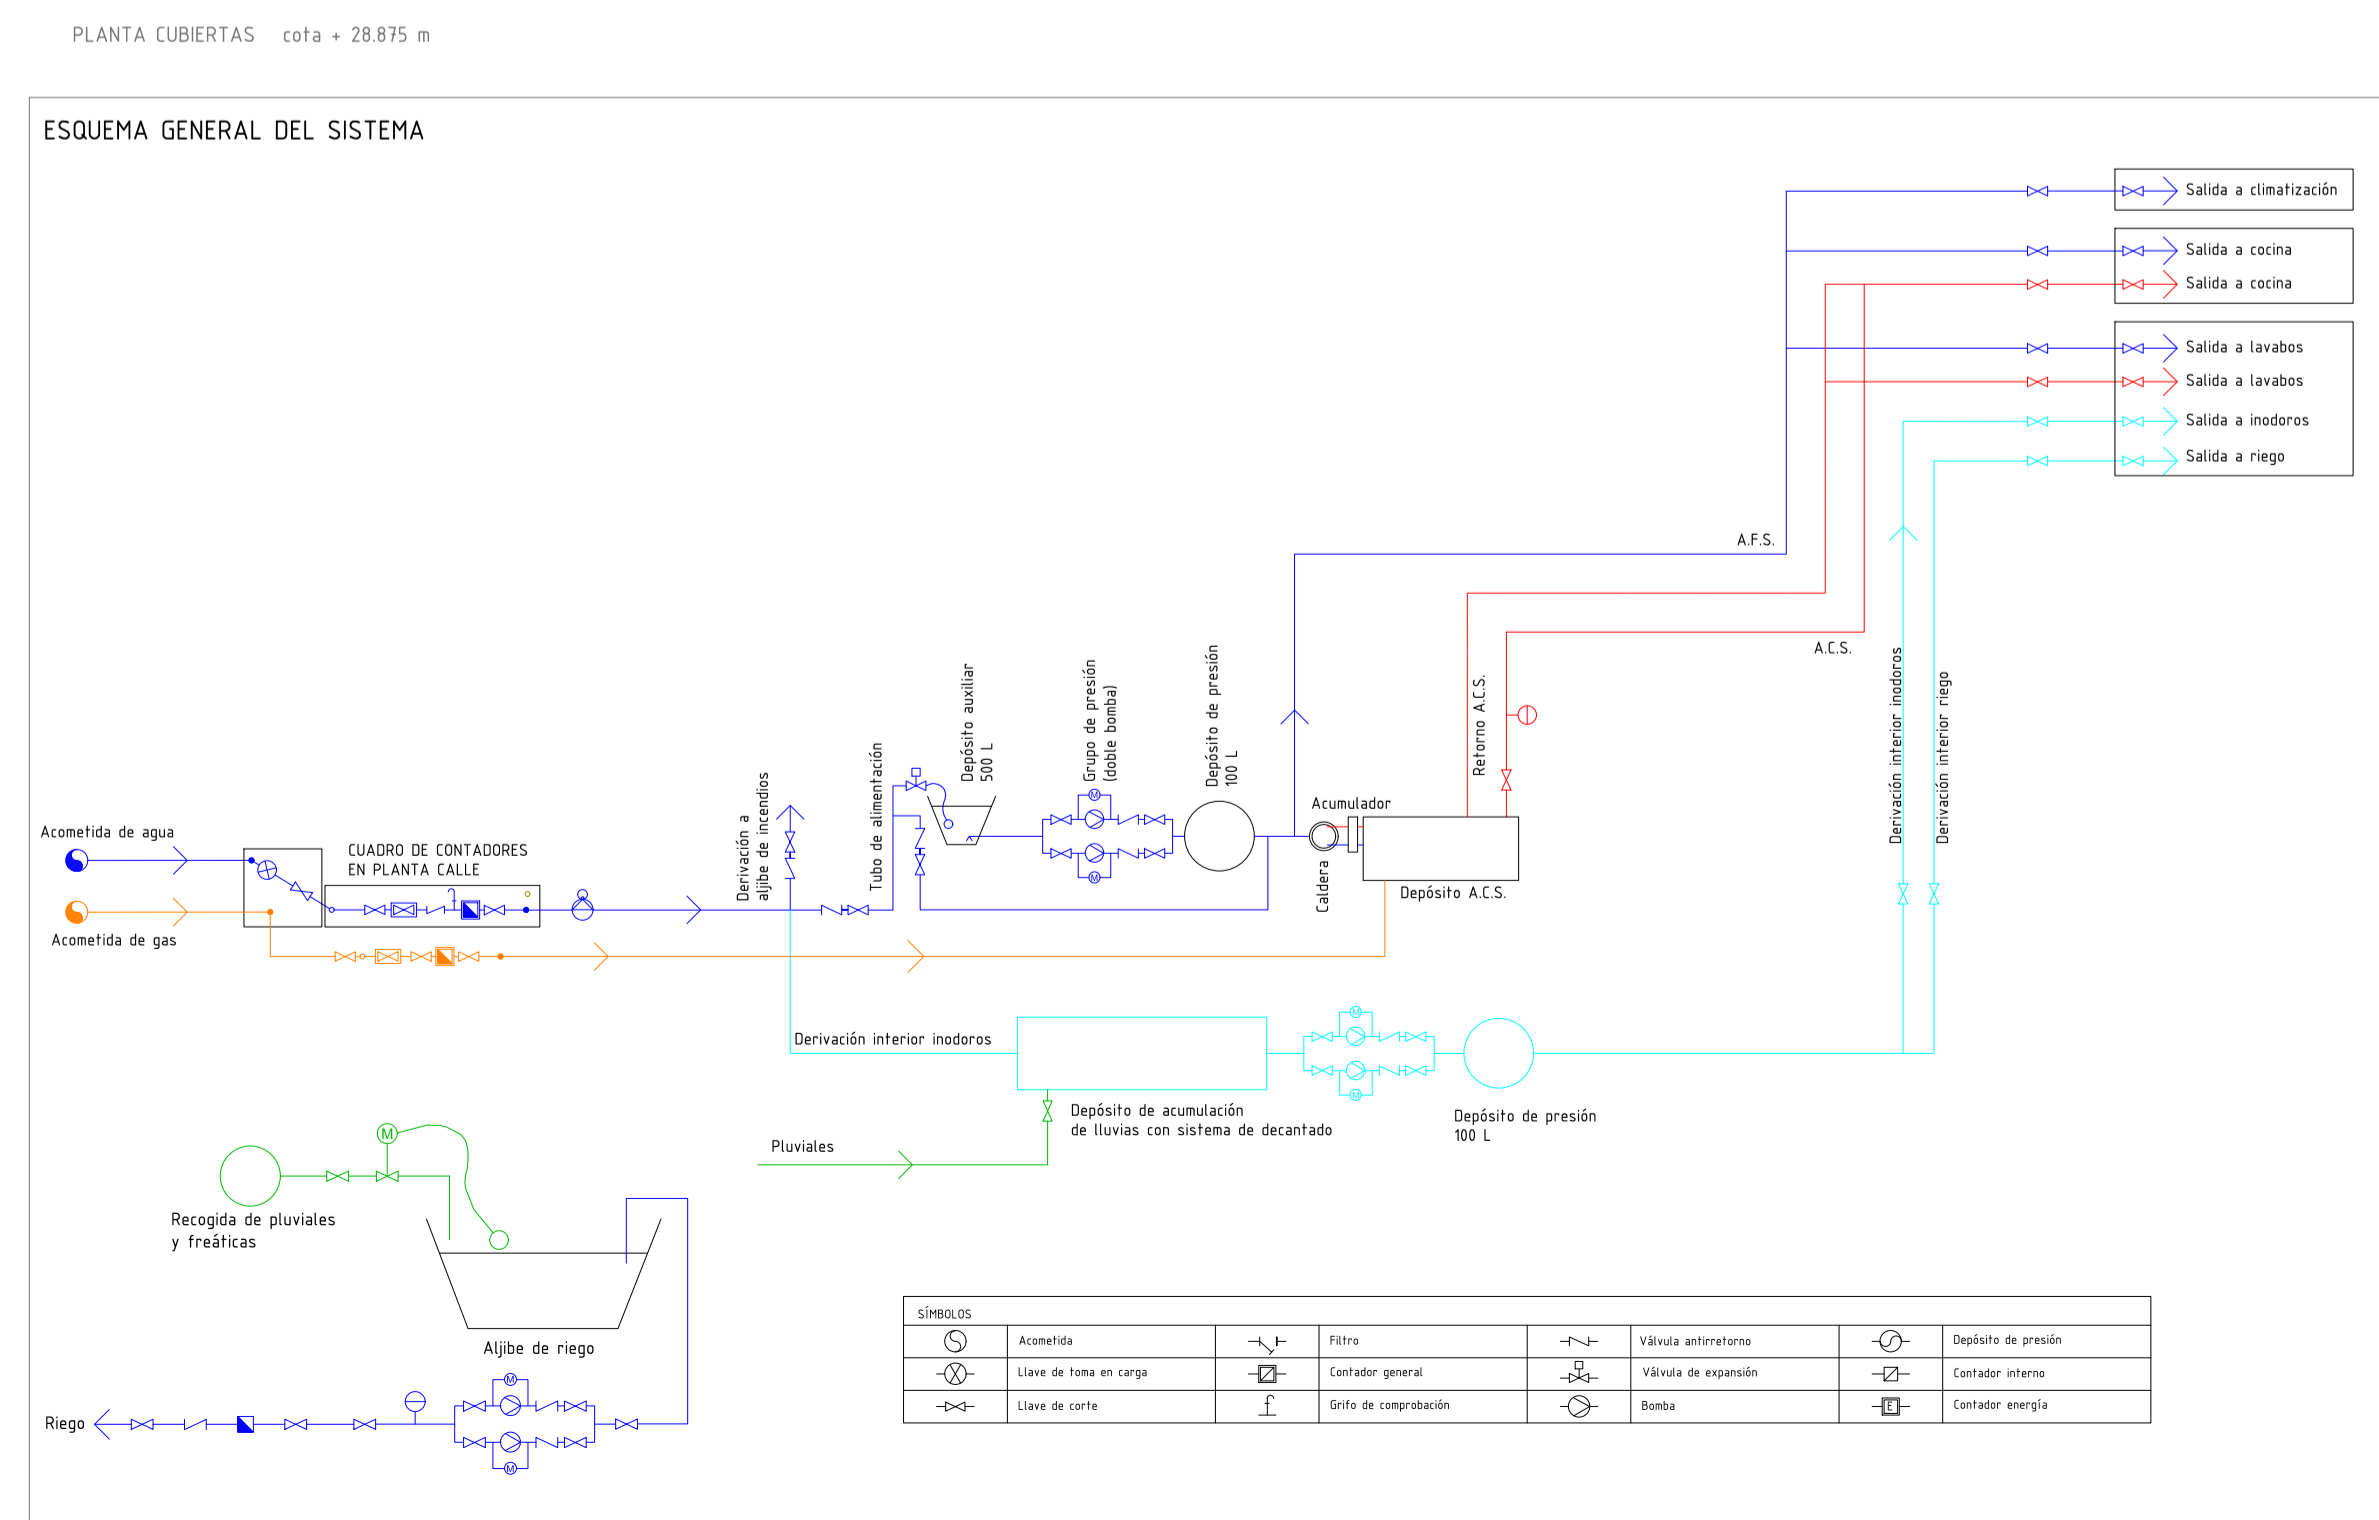 PLANTA CUBIERTAS cota + 28.875 m
ESQUEMA GENERAL DEL SISTEMA
Salida a climatización
Salida a cocina
Salida a cocina
Salida a lavabos
Salida a lavabos
Salida a inodoros
Salida a riego
A.F.S.
A.C.S.
Derivación interior inodoros
Derivación interior riego
Retorno A.C.S.
Depósito de presión
100 L
Grupo de presión
(doble bomba)
Depósito auxiliar
500 L
Tubo de alimentación
Derivación a
aljibe de incendios
M
M
Acumulador
Caldera
Depósito A.C.S.
Acometida de agua
CUADRO DE CONTADORES
EN PLANTA CALLE
Acometida de gas
Derivación interior inodoros
M
M
Depósito de acumulación
de lluvias con sistema de decantado
Depósito de presión
100 L
Pluviales
M
Recogida de pluviales
y freáticas
Aljibe de riego
M
M
Riego
SÍMBOLOS
Acometida
Filtro
Válvula antirretorno
Depósito de presión
Llave de toma en carga
Contador general
Válvula de expansión
Contador interno
Llave de corte
Grifo de comprobación
Bomba
E
Contador energía